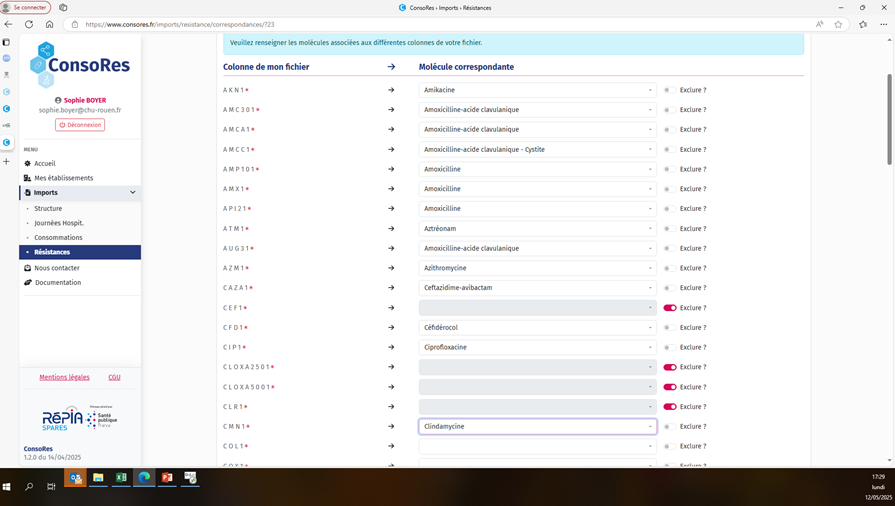 Se connecter
ConsoRes • Imports • Résistances
https://www.consores.fr/imports/resistance/correspondances/723
ConsoRes
Sophie BOYER
sophie.boyer@chu-rouen.fr
Déconnexion
MENU
Accueil
Mes établissements
Imports
Structure
Journées Hospit.
Consommations
Résistances
Nous contacter
Documentation
Mentions légales CGU
RéPIA
SPARES
Santé
publique
France
ConsoRes
1.2.0 du 14/04/2025
Veuillez renseigner les molécules associées aux différentes colonnes de votre fichier.
Colonne de mon fichier → Molécule correspondante
AKN1* → Amikacine Exclure ?
AMC301* → Amoxicilline-acide clavulanique Exclure ?
AMCA1* → Amoxicilline-acide clavulanique Exclure ?
AMCC1* → Amoxicilline-acide clavulanique - Cystite Exclure ?
AMP101* → Amoxicilline Exclure ?
AMX1* → Amoxicilline Exclure ?
API21* → Amoxicilline Exclure ?
ATM1* → Aztréonam Exclure ?
AUG31* → Amoxicilline-acide clavulanique Exclure ?
AZM1* → Azithromycine Exclure ?
CAZA1* → Ceftazidime-avibactam Exclure ?
CEF1* → Exclure ?
CFD1* → Céfidérocol Exclure ?
CIP1* → Ciprofloxacine Exclure ?
CLOXA2501* → Exclure ?
CLOXA5001* → Exclure ?
CLR1* → Exclure ?
CMN1* → Clindamycine Exclure ?
COL1* → Exclure ?
17:29
lundi
12/05/2025